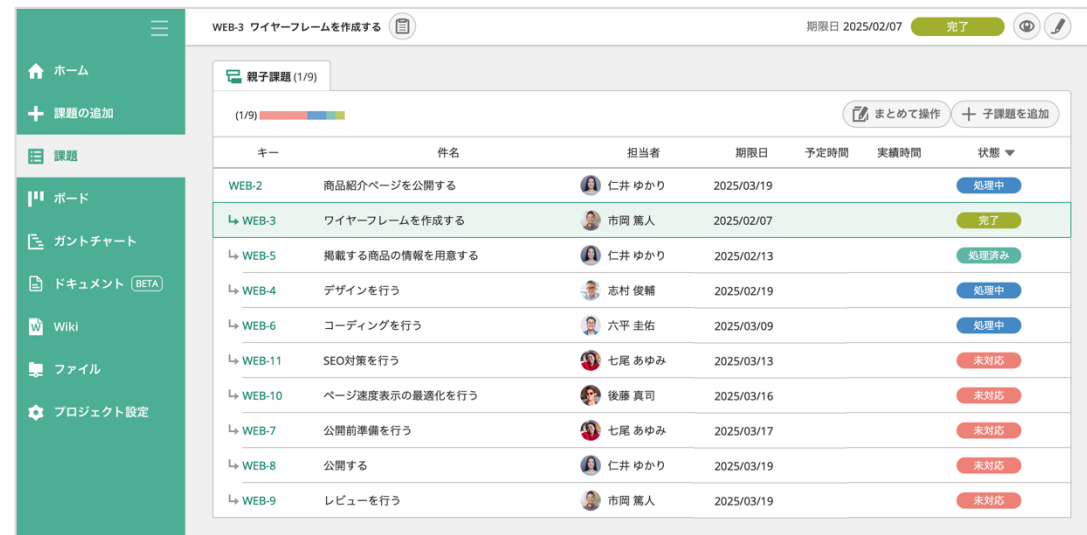 WEB-3 ワイヤーフレームを作成する
期限日 2025/02/07 完了
ホーム
課題の追加
課題
ボード
ガントチャート
ドキュメント BETA
Wiki
ファイル
プロジェクト設定
親子課題 (1/9)
(1/9) まとめて操作 子課題を追加
キー 件名 担当者 期限日 予定時間 実績時間 状態
WEB-2 商品紹介ページを公開する 仁井 ゆかり 2025/03/19 処理中
WEB-3 ワイヤーフレームを作成する 市岡 篤人 2025/02/07 完了
WEB-5 掲載する商品の情報を用意する 仁井 ゆかり 2025/02/13 処理済み
WEB-4 デザインを行う 志村 俊輔 2025/02/19 処理中
WEB-6 コーディングを行う 六平 圭佑 2025/03/09 処理中
WEB-11 SEO対策を行う 七尾 あゆみ 2025/03/13 未対応
WEB-10 ページ速度表示の最適化を行う 後藤 真司 2025/03/16 未対応
WEB-7 公開前準備を行う 七尾 あゆみ 2025/03/17 未対応
WEB-8 公開する 仁井 ゆかり 2025/03/19 未対応
WEB-9 レビューを行う 市岡 篤人 2025/03/19 未対応